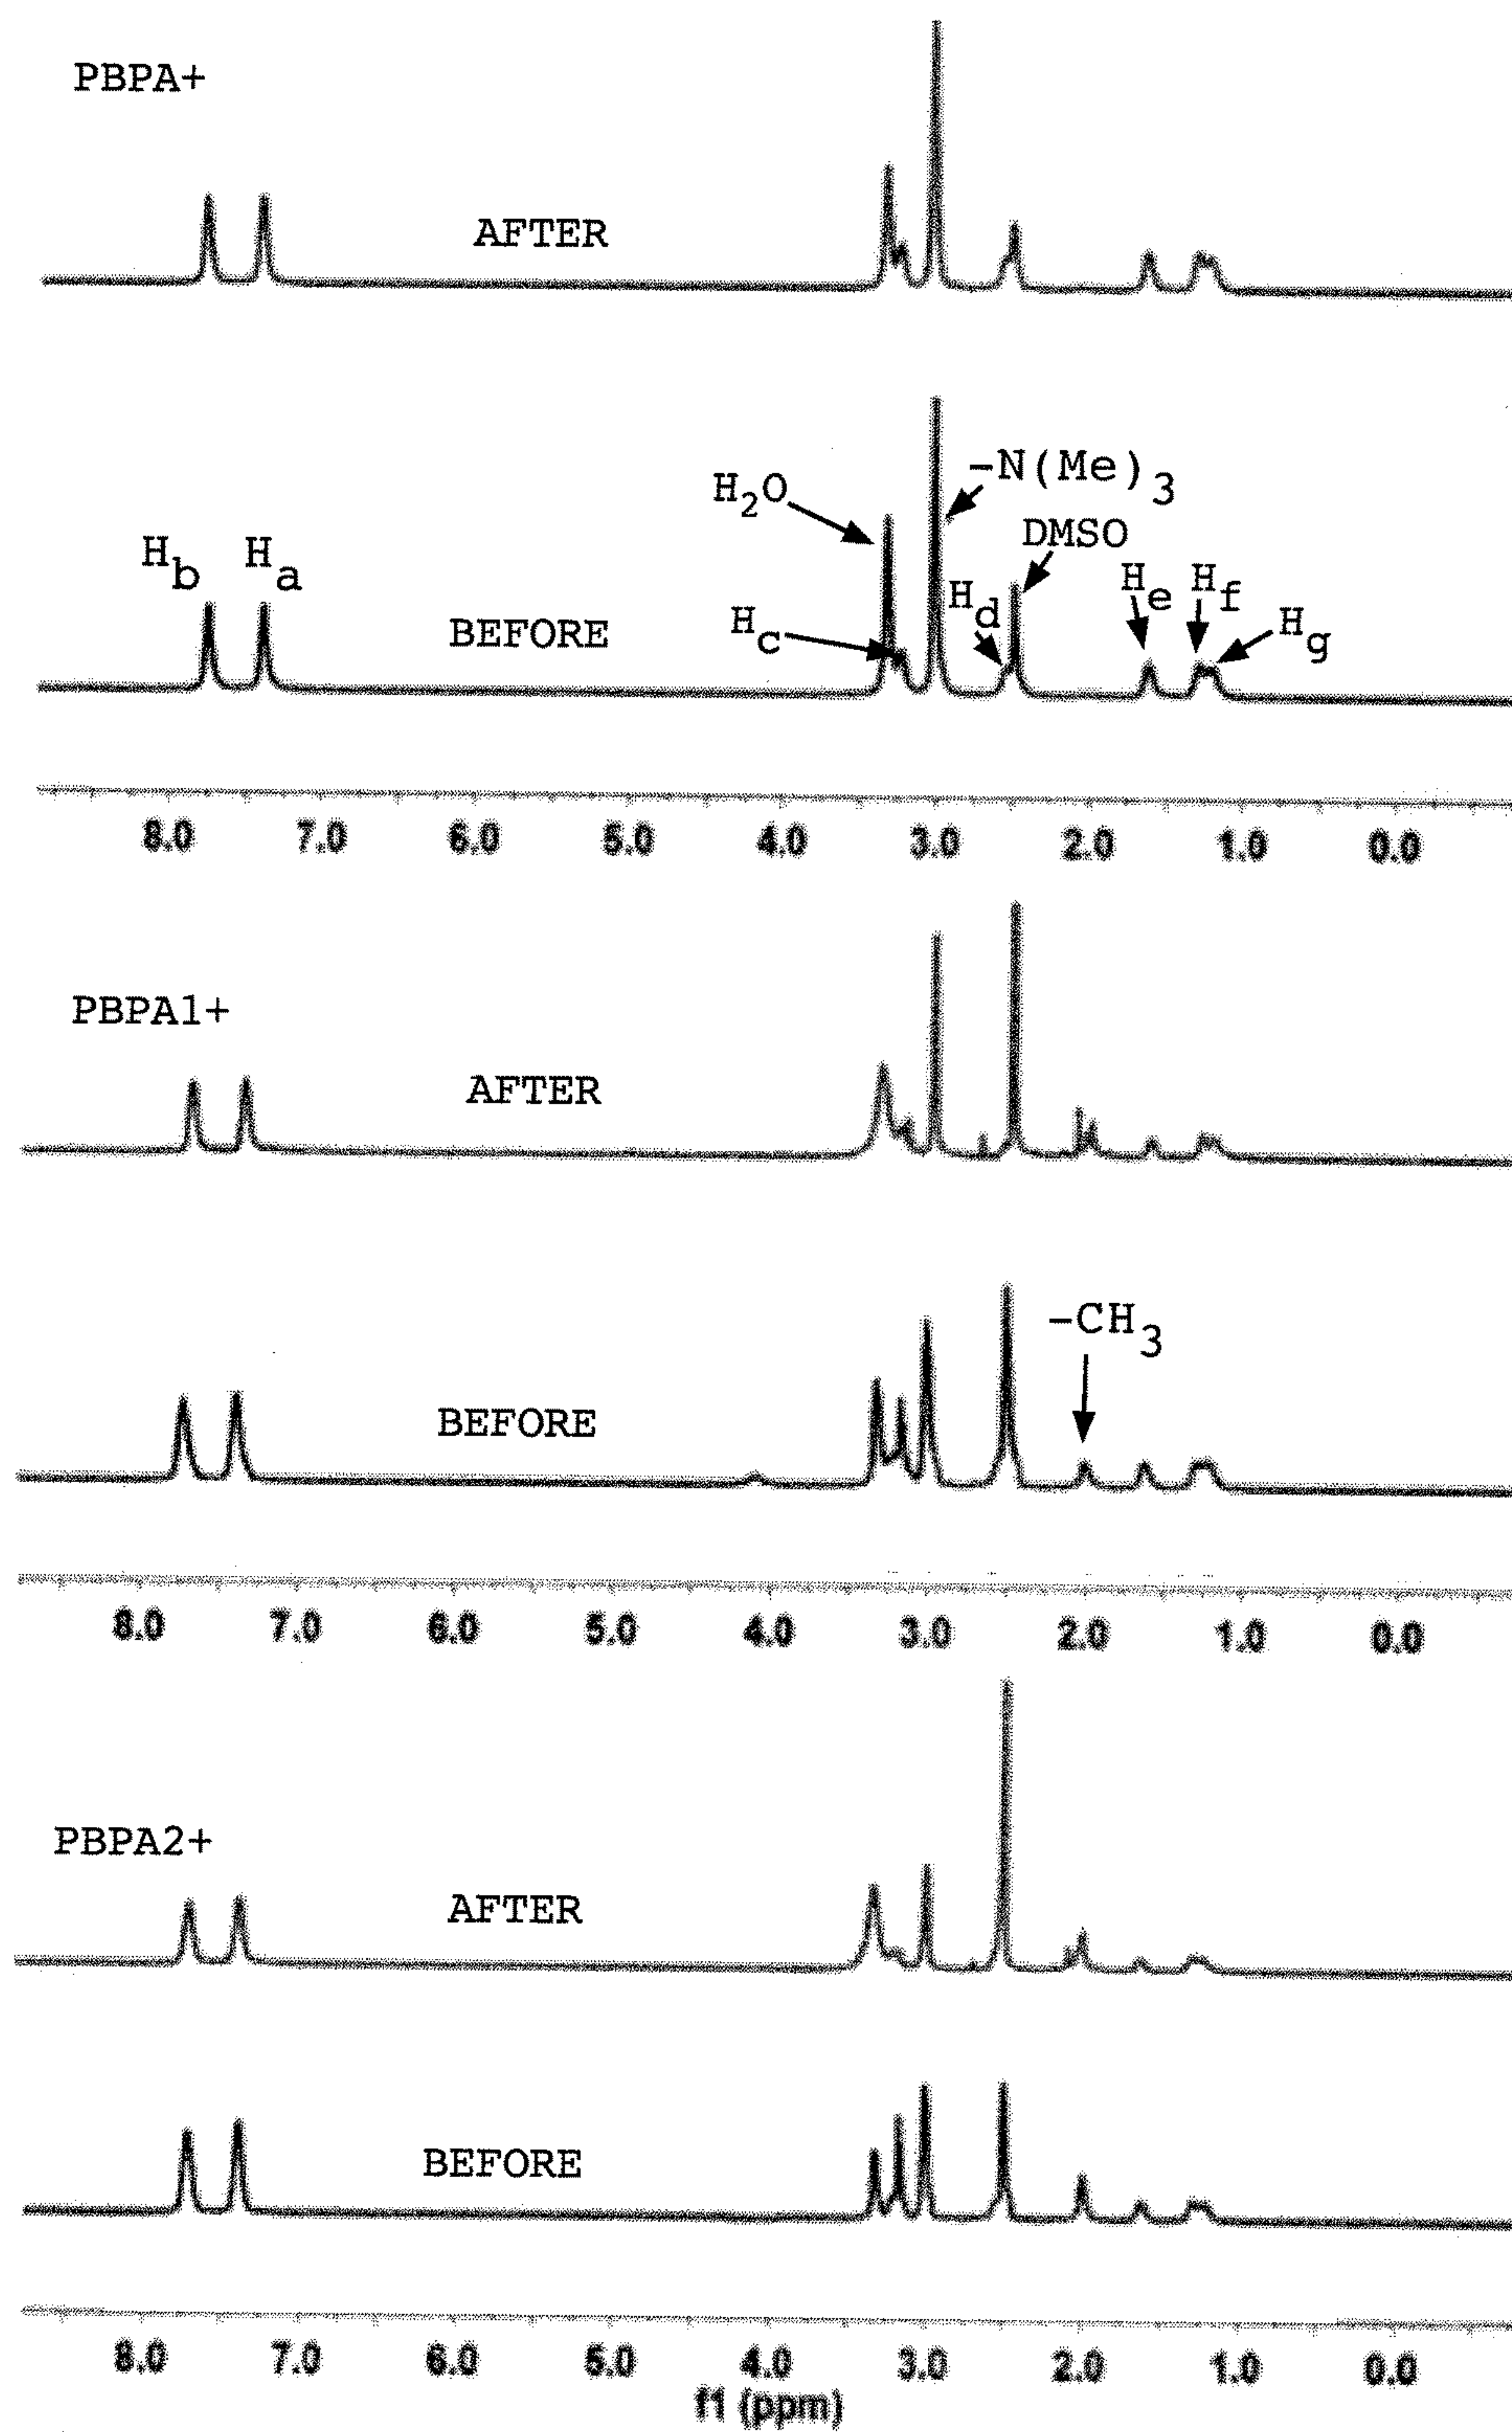 PBPA+
AFTER
H2O
-N(Me)3
DMSO
Hb Ha
He Hf
Hd
Hc
Hg
BEFORE
8.0 7.0 6.0 5.0 4.0 3.0 2.0 1.0 0.0
PBPA1+
AFTER
-CH3
BEFORE
8.0 7.0 6.0 5.0 4.0 3.0 2.0 1.0 0.0
PBPA2+
AFTER
BEFORE
8.0 7.0 6.0 5.0 4.0 3.0 2.0 1.0 0.0
f1 (ppm)